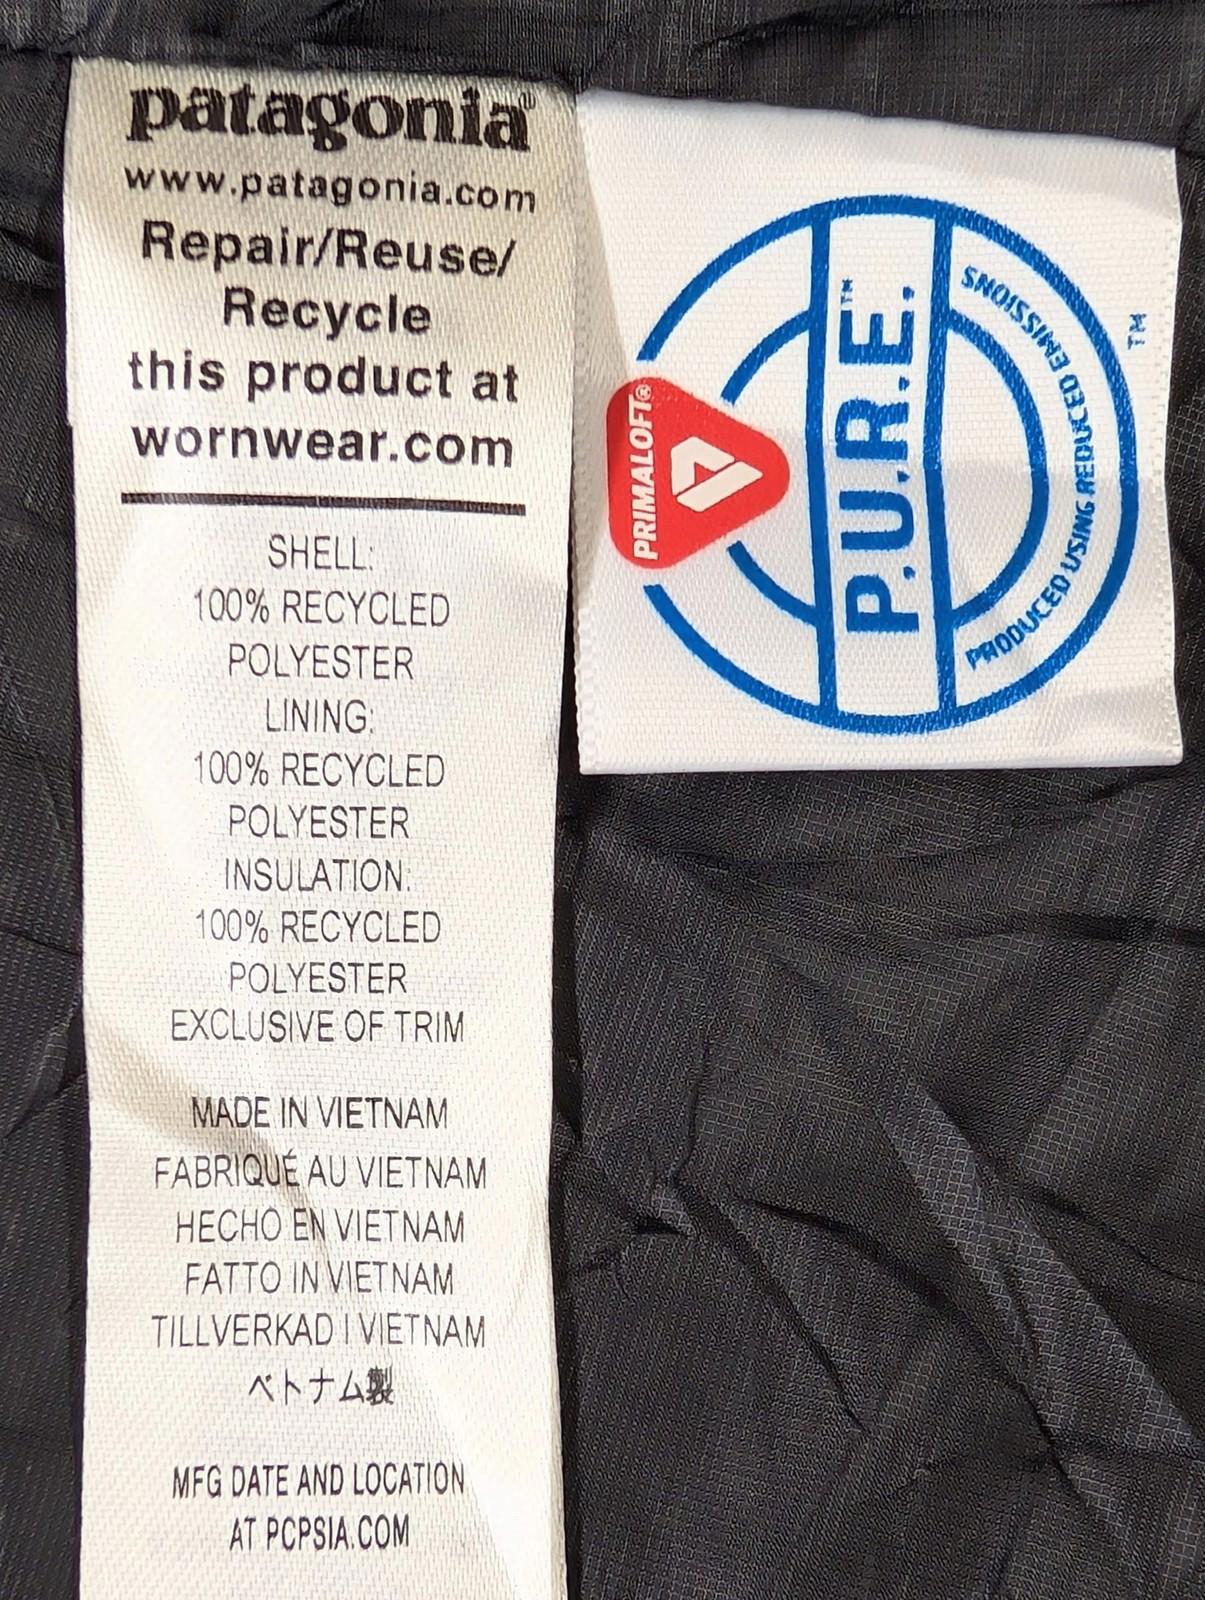 patagonia®
www.patagonia.com
Repair/Reuse/
Recycle
this product at
wornwear.com
SHELL:
100% RECYCLED
POLYESTER
LINING:
100% RECYCLED
POLYESTER
INSULATION:
100% RECYCLED
POLYESTER
EXCLUSIVE OF TRIM
MADE IN VIETNAM
FABRIQUÉ AU VIETNAM
HECHO EN VIETNAM
FATTO IN VIETNAM
TILLVERKAD I VIETNAM
ベトナム製
MFG DATE AND LOCATION
AT PCPSIA.COM
PRIMALOFT®
P.U.R.E.™
PRODUCED USING REDUCED EMISSIONS
TM